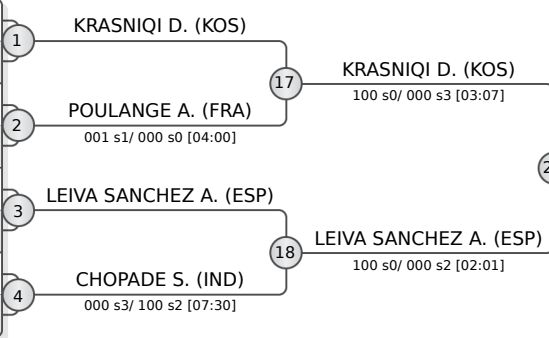 KRASNIQI D. (KOS)
1
17
KRASNIQI D. (KOS)
100 s0/ 000 s3 [03:07]
POULANGE A. (FRA)
2
001 s1/ 000 s0 [04:00]
LEIVA SANCHEZ A. (ESP)
3
18
LEIVA SANCHEZ A. (ESP)
100 s0/ 000 s2 [02:01]
CHOPADE S. (IND)
4
000 s3/ 100 s2 [07:30]